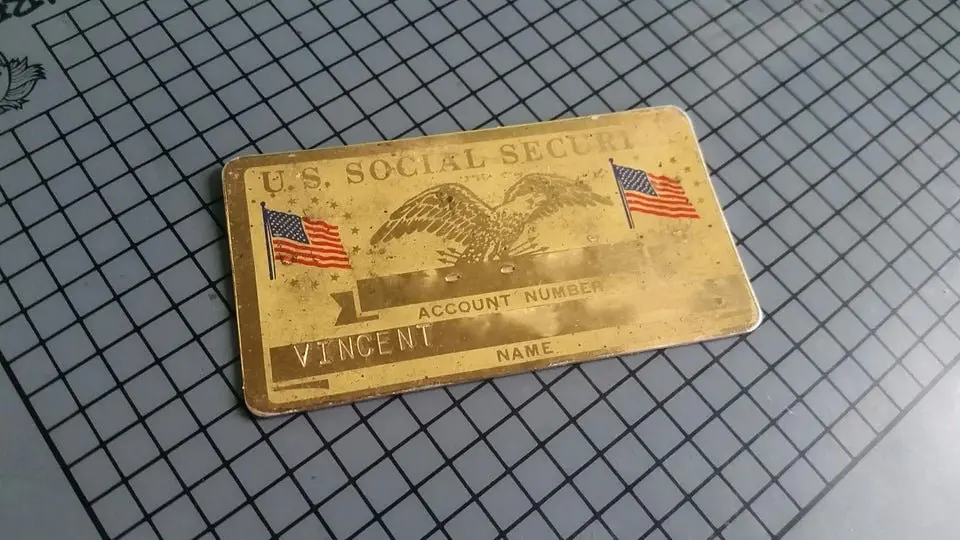 U.S. SOCIAL SECURI
ACCOUNT NUMBER
VINCENT
NAME